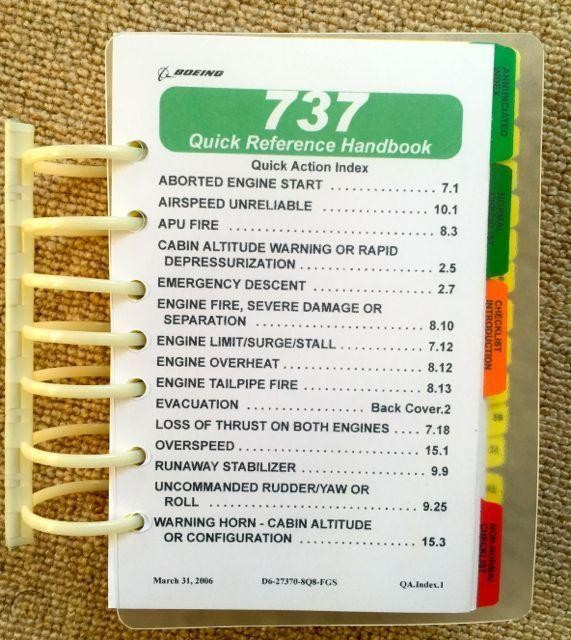 BOEING
737
Quick Reference Handbook
Quick Action Index
ABORTED ENGINE START . . . . . . . . . . . . . . . 7.1
AIRSPEED UNRELIABLE . . . . . . . . . . . . . . . 10.1
APU FIRE . . . . . . . . . . . . . . . . . . . . . . . . . . . 8.3
CABIN ALTITUDE WARNING OR RAPID
DEPRESSURIZATION . . . . . . . . . . . . . . . . . 2.5
EMERGENCY DESCENT . . . . . . . . . . . . . . . . 2.7
ENGINE FIRE, SEVERE DAMAGE OR
SEPARATION . . . . . . . . . . . . . . . . . . . . . . 8.10
ENGINE LIMIT/SURGE/STALL . . . . . . . . . . . 7.12
ENGINE OVERHEAT . . . . . . . . . . . . . . . . . . . 8.12
ENGINE TAILPIPE FIRE . . . . . . . . . . . . . . . . 8.13
EVACUATION . . . . . . . . . . . . . . . Back Cover.2
LOSS OF THRUST ON BOTH ENGINES . . . . 7.18
OVERSPEED . . . . . . . . . . . . . . . . . . . . . . . . 15.1
RUNAWAY STABILIZER . . . . . . . . . . . . . . . . 9.9
UNCOMMANDED RUDDER/YAW OR
ROLL . . . . . . . . . . . . . . . . . . . . . . . . . . . . 9.25
WARNING HORN - CABIN ALTITUDE
OR CONFIGURATION . . . . . . . . . . . . . . . . 15.3
March 31, 2006 D6-27370-8Q8-FGS QA.Index.1
ANNUNCIATED
INDEX
NORMAL
CHECKLIST
CHECKLIST
INTRODUCTION
NON-NORMAL
CHECKLIST